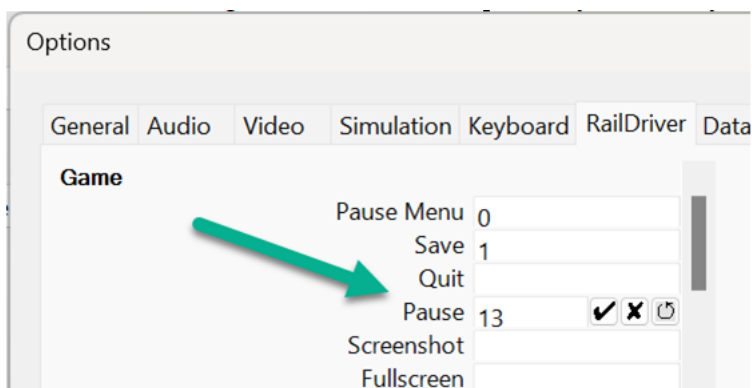 Options
General Audio Video Simulation Keyboard RailDriver Data
Game
Pause Menu 0
Save 1
Quit
Pause 13
Screenshot
Fullscreen